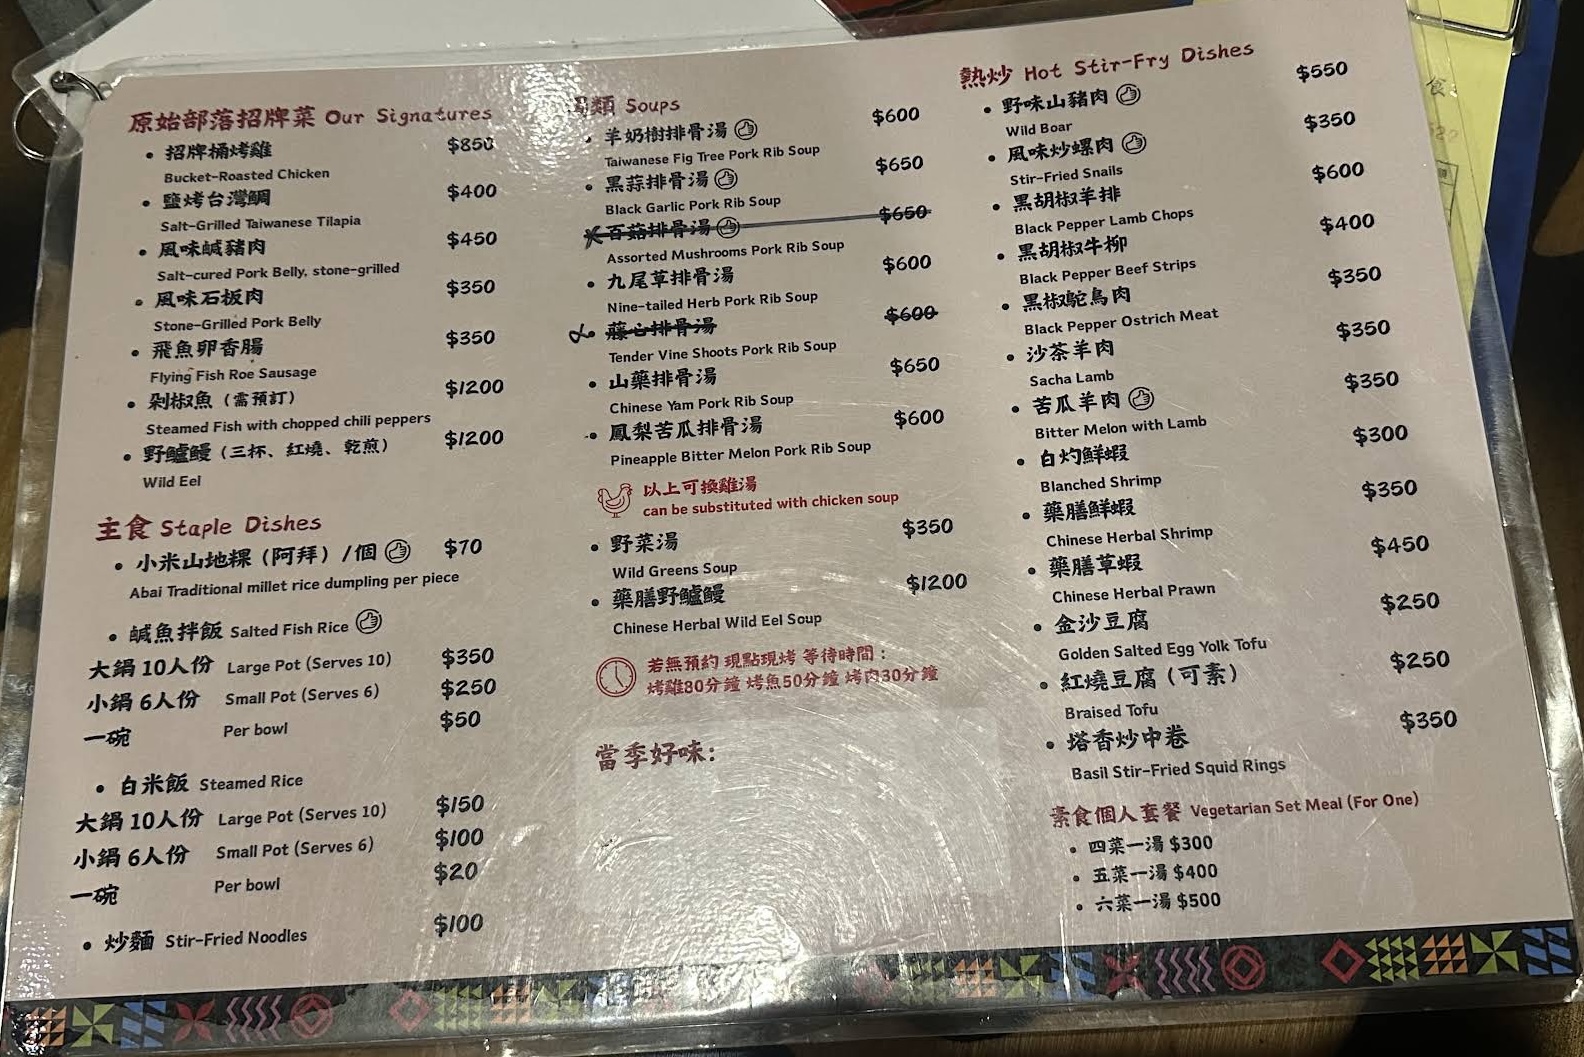 原始部落招牌菜 Our Signatures
• 招牌桶烤雞 $850
Bucket-Roasted Chicken
• 鹽烤台灣鯛 $400
Salt-Grilled Taiwanese Tilapia
• 風味鹹豬肉 $450
Salt-cured Pork Belly, stone-grilled
• 風味石板肉 $350
Stone-Grilled Pork Belly
• 飛魚卵香腸 $350
Flying Fish Roe Sausage
• 剁椒魚（需預訂） $1200
Steamed Fish with chopped chili peppers
• 野鱸鰻（三杯、紅燒、乾煎） $1200
Wild Eel
主食 Staple Dishes
• 小米山地粿（阿拜）/個 $70
Abai Traditional millet rice dumpling per piece
• 鹹魚拌飯 Salted Fish Rice
大鍋10人份 Large Pot (Serves 10) $350
小鍋6人份 Small Pot (Serves 6) $250
一碗 Per bowl $50
• 白米飯 Steamed Rice
大鍋10人份 Large Pot (Serves 10) $150
小鍋6人份 Small Pot (Serves 6) $100
一碗 Per bowl $20
• 炒麵 Stir-Fried Noodles $100
湯類 Soups
• 羊奶樹排骨湯 $600
Taiwanese Fig Tree Pork Rib Soup
• 黑蒜排骨湯 $650
Black Garlic Pork Rib Soup
• 百菇排骨湯 $650
Assorted Mushrooms Pork Rib Soup
• 九尾草排骨湯 $600
Nine-tailed Herb Pork Rib Soup
• 藤心排骨湯 $600
Tender Vine Shoots Pork Rib Soup
• 山藥排骨湯 $650
Chinese Yam Pork Rib Soup
• 鳳梨苦瓜排骨湯 $600
Pineapple Bitter Melon Pork Rib Soup
以上可換雞湯
can be substituted with chicken soup
• 野菜湯 $350
Wild Greens Soup
• 藥膳野鱸鰻 $1200
Chinese Herbal Wild Eel Soup
若無預約 現點現烤 等待時間：
烤雞80分鐘 烤魚50分鐘 烤肉30分鐘
當季好味：
熱炒 Hot Stir-Fry Dishes
• 野味山豬肉 $550
Wild Boar
• 風味炒螺肉 $350
Stir-Fried Snails
• 黑胡椒羊排 $600
Black Pepper Lamb Chops
• 黑胡椒牛柳 $400
Black Pepper Beef Strips
• 黑椒鴕鳥肉 $350
Black Pepper Ostrich Meat
• 沙茶羊肉 $350
Sacha Lamb
• 苦瓜羊肉 $350
Bitter Melon with Lamb
• 白灼鮮蝦 $300
Blanched Shrimp
• 藥膳鮮蝦 $350
Chinese Herbal Shrimp
• 藥膳草蝦 $450
Chinese Herbal Prawn
• 金沙豆腐 $250
Golden Salted Egg Yolk Tofu
• 紅燒豆腐（可素） $250
Braised Tofu
• 塔香炒中卷 $350
Basil Stir-Fried Squid Rings
素食個人套餐 Vegetarian Set Meal (For One)
• 四菜一湯 $300
• 五菜一湯 $400
• 六菜一湯 $500
食